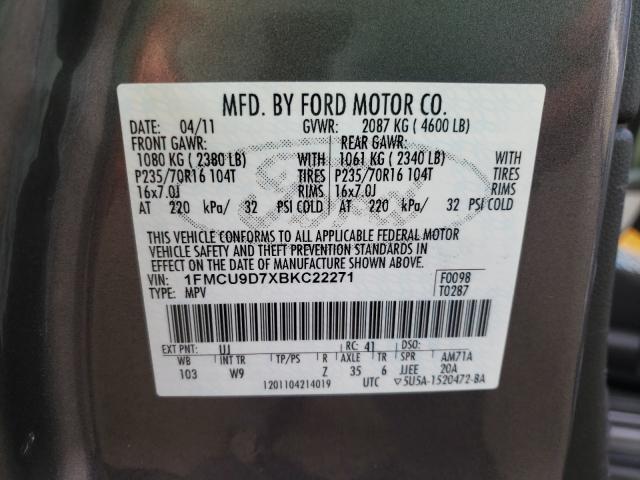 MFD. BY FORD MOTOR CO.
DATE: 04/11 GVWR: 2087 KG ( 4600 LB)
FRONT GAWR: REAR GAWR:
1080 KG ( 2380 LB) WITH 1061 KG ( 2340 LB) WITH
P235/70R16 104T TIRES P235/70R16 104T TIRES
16x7.0J RIMS 16x7.0J RIMS
AT 220 kPa/ 32 PSI COLD AT 220 kPa/ 32 PSI COLD
THIS VEHICLE CONFORMS TO ALL APPLICABLE FEDERAL MOTOR
VEHICLE SAFETY AND THEFT PREVENTION STANDARDS IN
EFFECT ON THE DATE OF MANUFACTURE SHOWN ABOVE.
VIN: 1FMCU9D7XBKC22271 F0098
TYPE: MPV T0287
EXT PNT: UJ RC: 41 DSO:
WB INT TR TP/PS R AXLE TR SPR AM71A
103 W9 Z 35 6 JJEE 20A
1201104214019 UTC ▽5U5A-1520472-BA